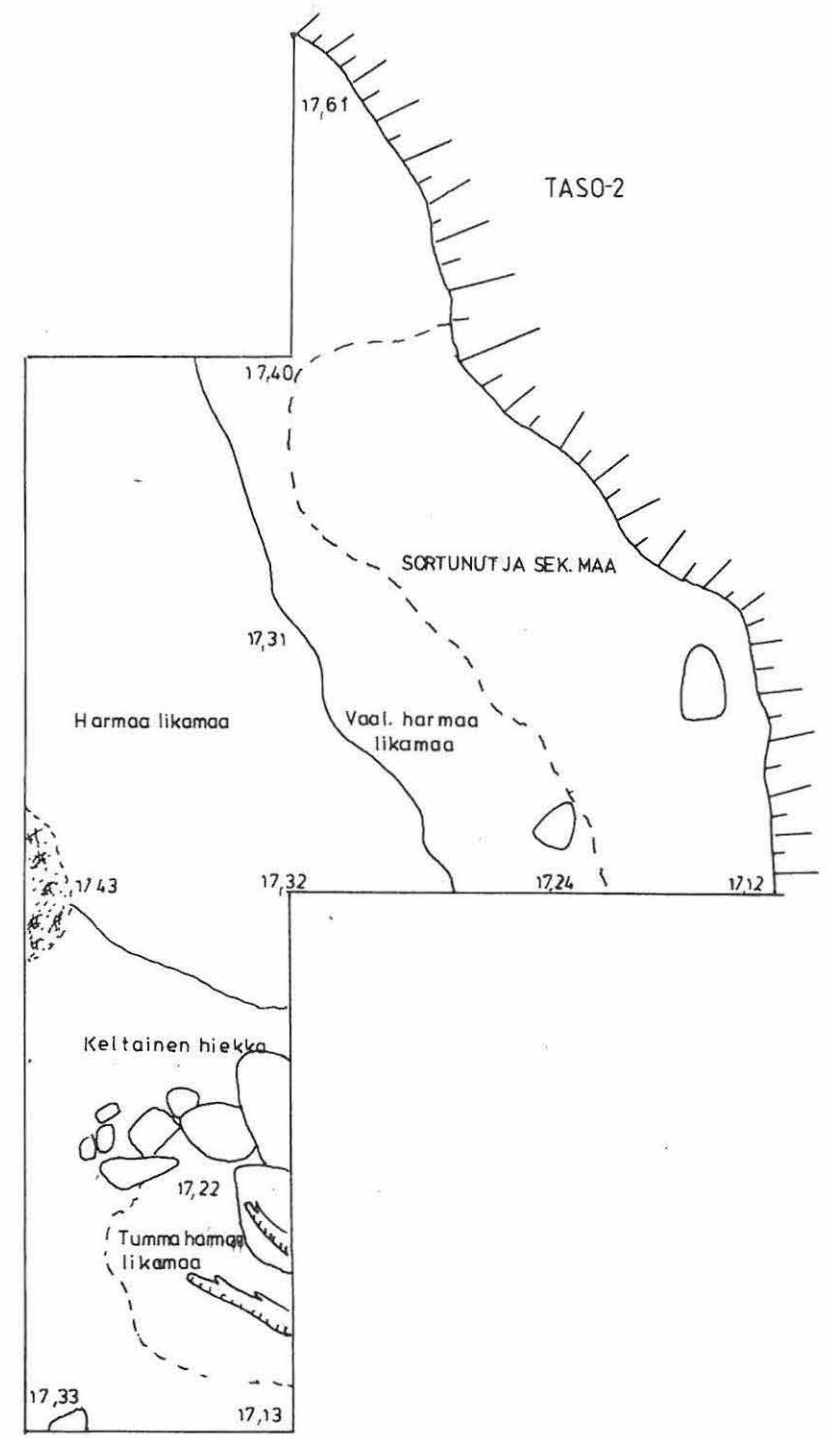 17,61
TASO-2
17,40
SORTUNUT JA SEK. MAA
17,31
Harmaa likamaa
Vaal. harmaa
likamaa
17,43
17,32
17,24
17,12
Keltainen hiekka
17,22
Tumma harmaa
likamaa
17,33
17,13